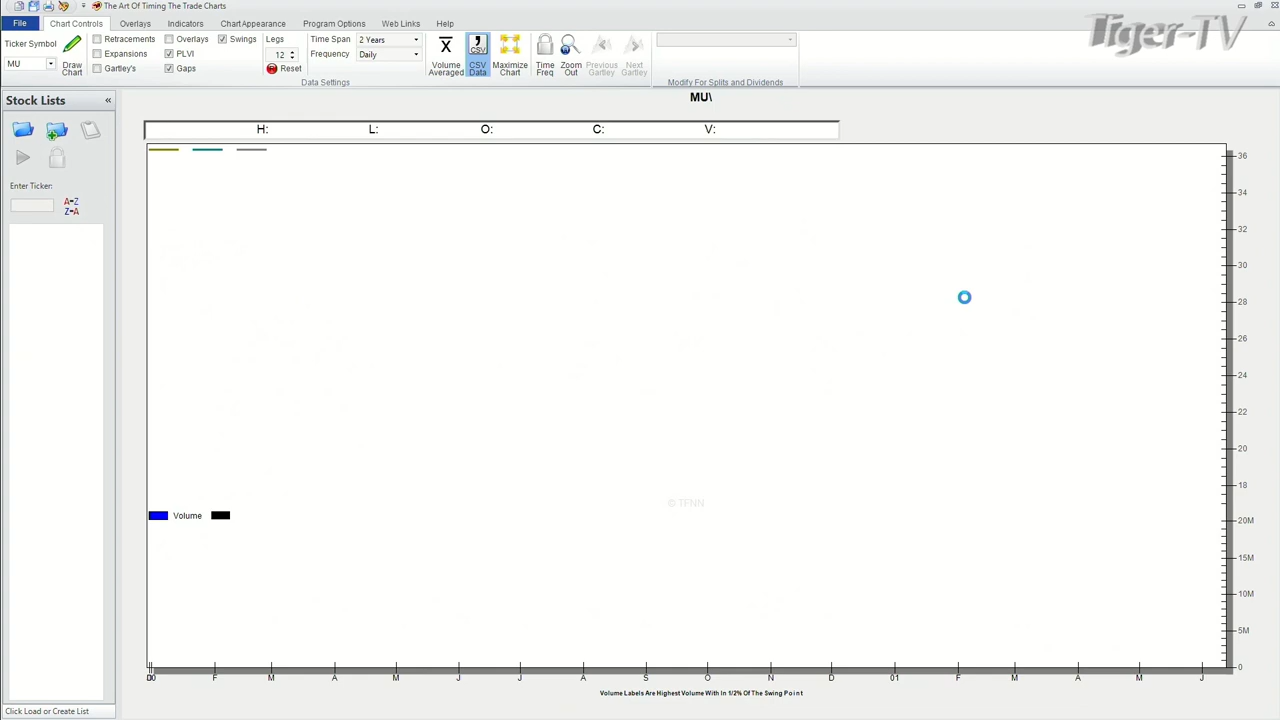 The Art Of Timing The Trade Charts
Tiger-TV
File
Chart Controls
Overlays
Indicators
Chart Appearance
Program Options
Web Links
Help
Ticker Symbol
MU
Draw Chart
Retracements
Overlays
Swings
Expansions
PLVI
Gartley's
Gaps
Legs
12
Reset
Time Span
2 Years
Frequency
Daily
Data Settings
Volume Averaged
CSV
CSV Data
Maximize Chart
Time Freq
Zoom Out
Previous Gartley
Next Gartley
Modify For Splits and Dividends
Stock Lists
«
MU\
H: L: O: C: V:
Enter Ticker:
A-Z
Z-A
36
34
32
30
28
26
24
22
20
18
© TFNN
Volume
20M
15M
10M
5M
0
F M A M J J A S O N D 01 F M A M J
Volume Labels Are Highest Volume With In 1/2% Of The Swing Point
Click Load or Create List